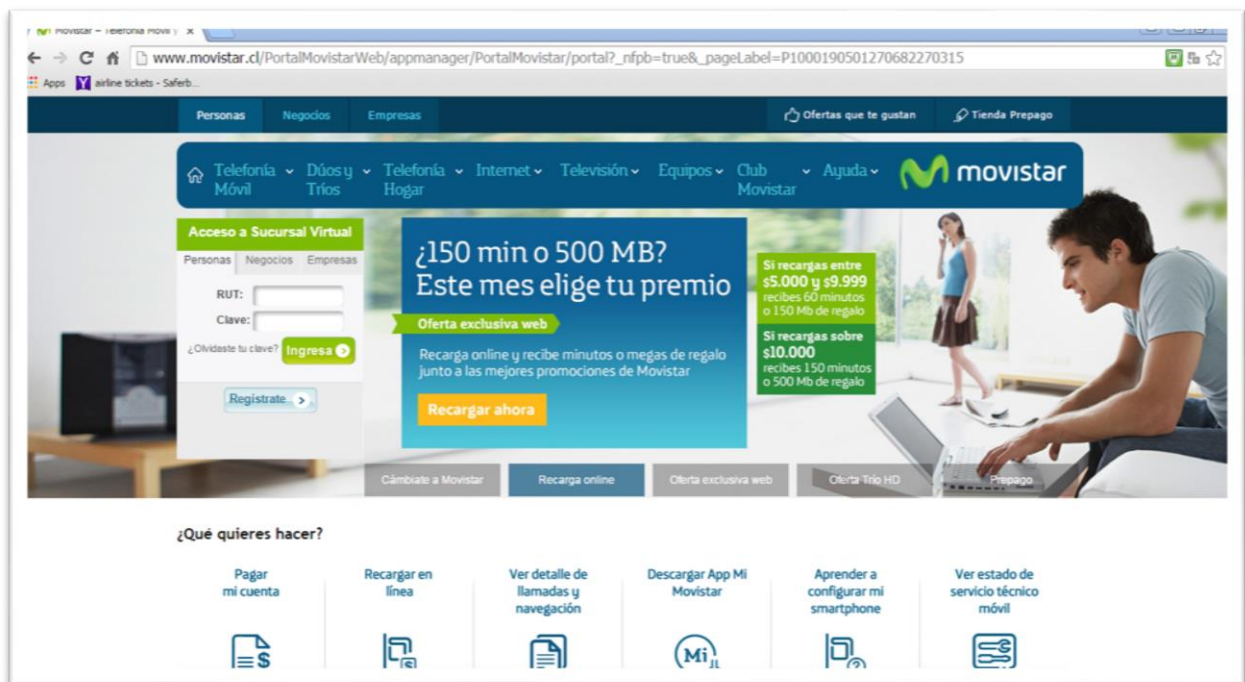 Movistar – Telefonía Móvil y
www.movistar.cl/PortalMovistarWeb/appmanager/PortalMovistar/portal?_nfpb=true&_pageLabel=P1000190501270682270315
Apps airline tickets - Saferb...
Personas Negocios Empresas Ofertas que te gustan Tienda Prepago
Telefonía Móvil Dúos y Tríos Telefonía Hogar Internet Televisión Equipos Club Movistar Ayuda movistar
Acceso a Sucursal Virtual
Personas Negocios Empresas
RUT:
Clave:
¿Olvidaste tu clave? Ingresa
Regístrate
¿150 min o 500 MB?
Este mes elige tu premio
Oferta exclusiva web
Recarga online y recibe minutos o megas de regalo
junto a las mejores promociones de Movistar
Recargar ahora
Si recargas entre
$5.000 y $9.999
recibes 60 minutos
o 150 Mb de regalo
Si recargas sobre
$10.000
recibes 150 minutos
o 500 Mb de regalo
Cámbiate a Movistar Recarga online Oferta exclusiva web Oferta Trío HD Prepago
¿Qué quieres hacer?
Pagar
mi cuenta
Recargar en
línea
Ver detalle de
llamadas y
navegación
Descargar App Mi
Movistar
Aprender a
configurar mi
smartphone
Ver estado de
servicio técnico
móvil
$
$
Mi
?